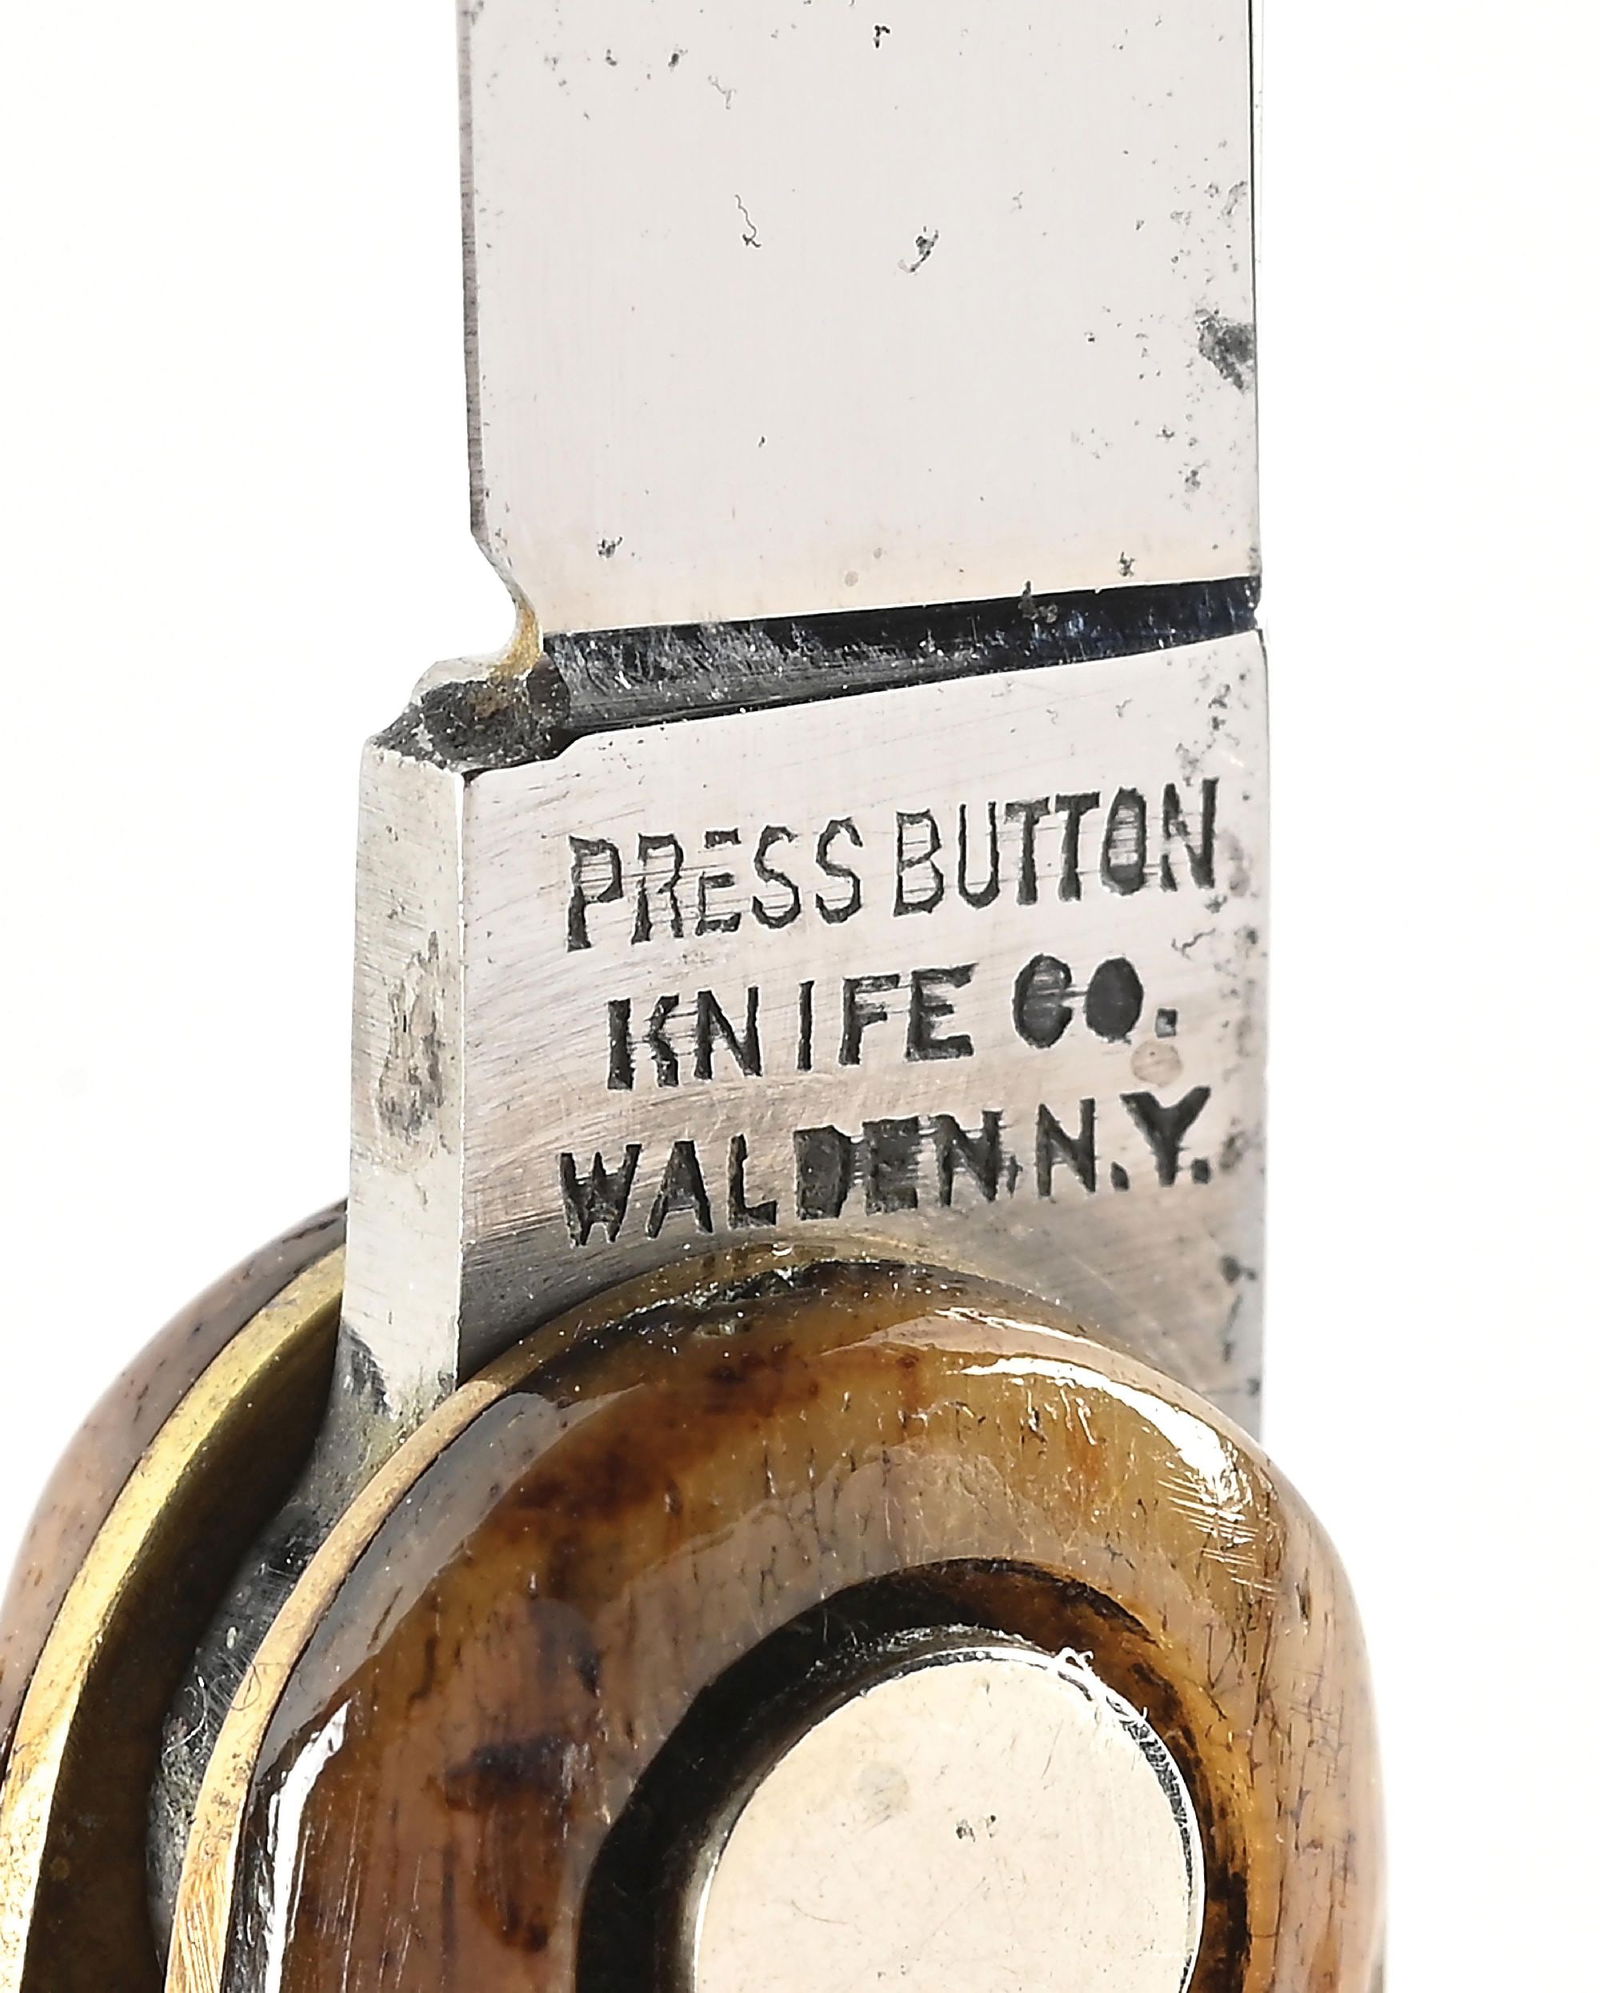 PRESS BUTTON
KNIFE CO.
WALDEN, N.Y.